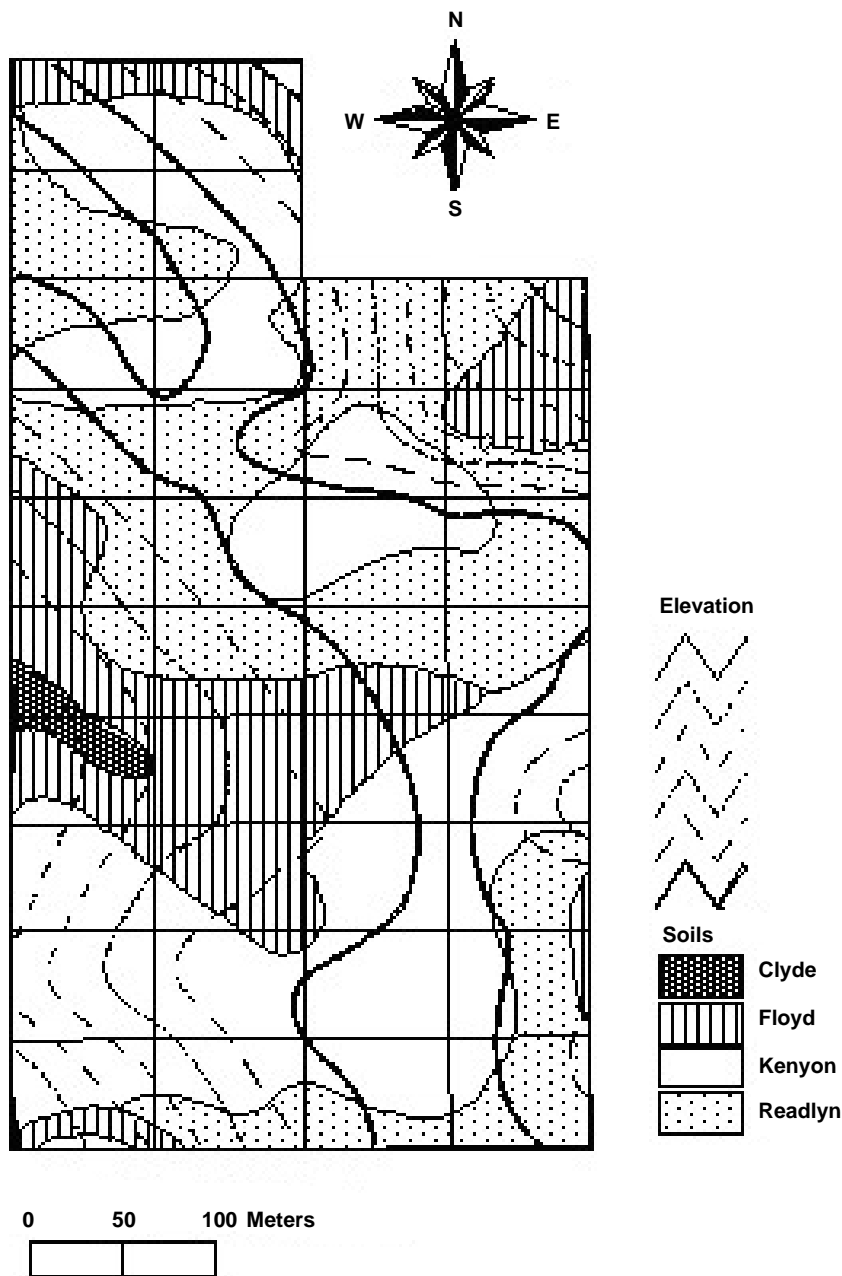 N
W E
S
Elevation
Soils
Clyde
Floyd
Kenyon
Readlyn
0 50 100 Meters